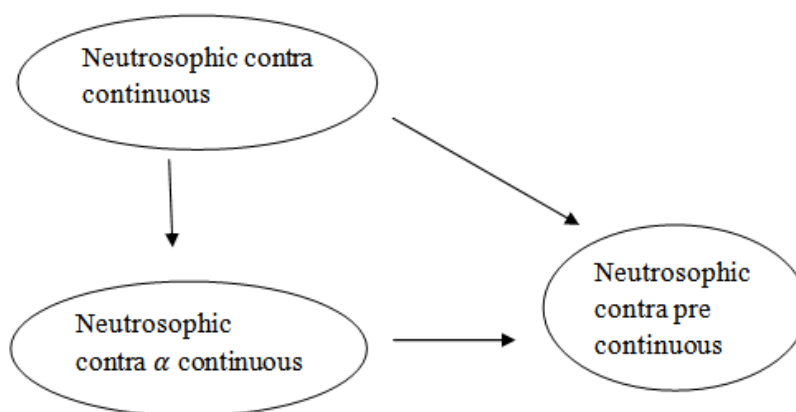 Neutrosophic contra
continuous
Neutrosophic
contra α continuous
Neutrosophic
contra pre
continuous